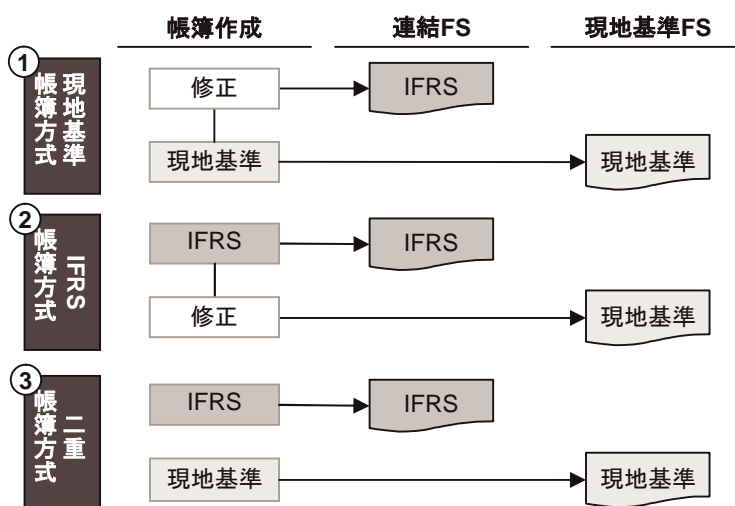 帳簿作成
連結FS
現地基準FS
1
現地基準
帳簿方式
修正
IFRS
現地基準
現地基準
2
IFRS
帳簿方式
IFRS
IFRS
修正
現地基準
3
二重
帳簿方式
IFRS
IFRS
現地基準
現地基準